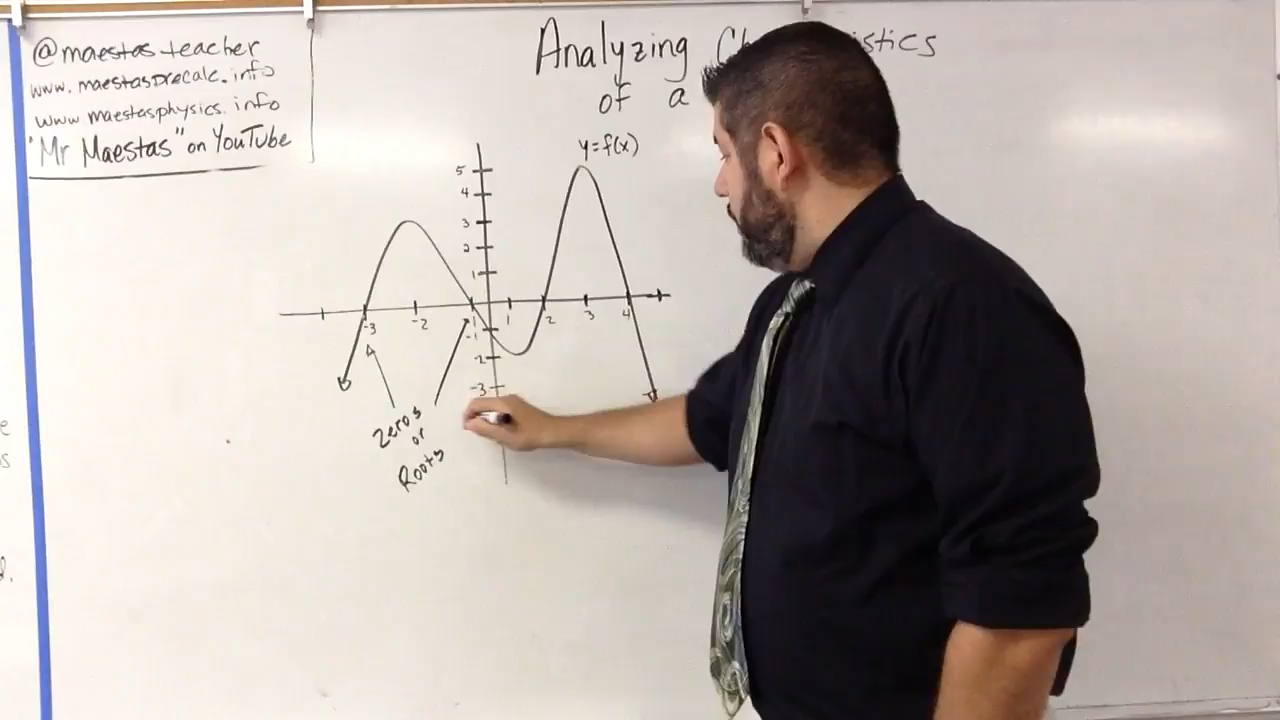 @maestas_teacher
www.maestasprecalc.info
www.maestasphysics.info
"Mr Maestas" on YouTube
Analyzing
of a
y=f(x)
5
4
3
2
1
-3 -2 -1 1 2 3 4
-1
-2
-3
Zeros
or
Roots